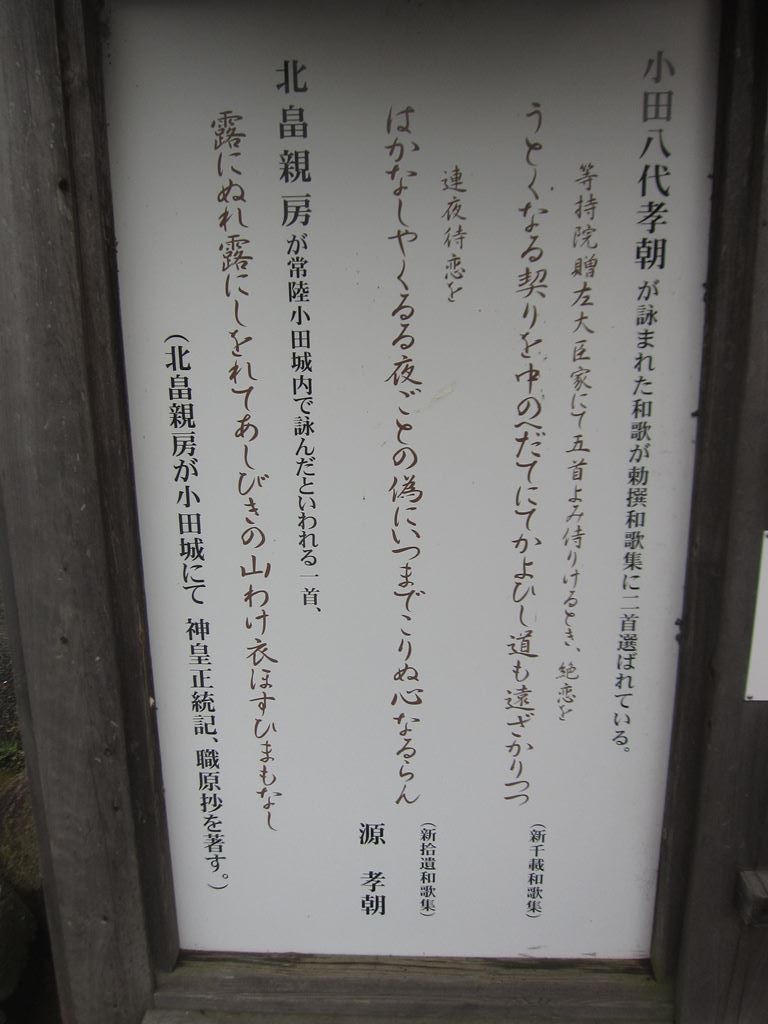 小田八代孝朝が詠まれた和歌が勅撰和歌集に二首選ばれている。
等持院贈左大臣家にて五首よみ侍りけるとき、絶恋を
うとくなる契りを中のへだてにてかよひし道も遠ざかりつつ
（新千載和歌集）
連夜待恋を
はかなしやくるる夜ごとの偽にいつまでこりぬ心なるらん
（新拾遺和歌集）
源 孝朝
北畠親房が常陸小田城内で詠んだといわれる一首、
露にぬれ露にしをれてあしびきの山わけ衣ほすひまもなし
（北畠親房が小田城にて 神皇正統記、職原抄を著す。）